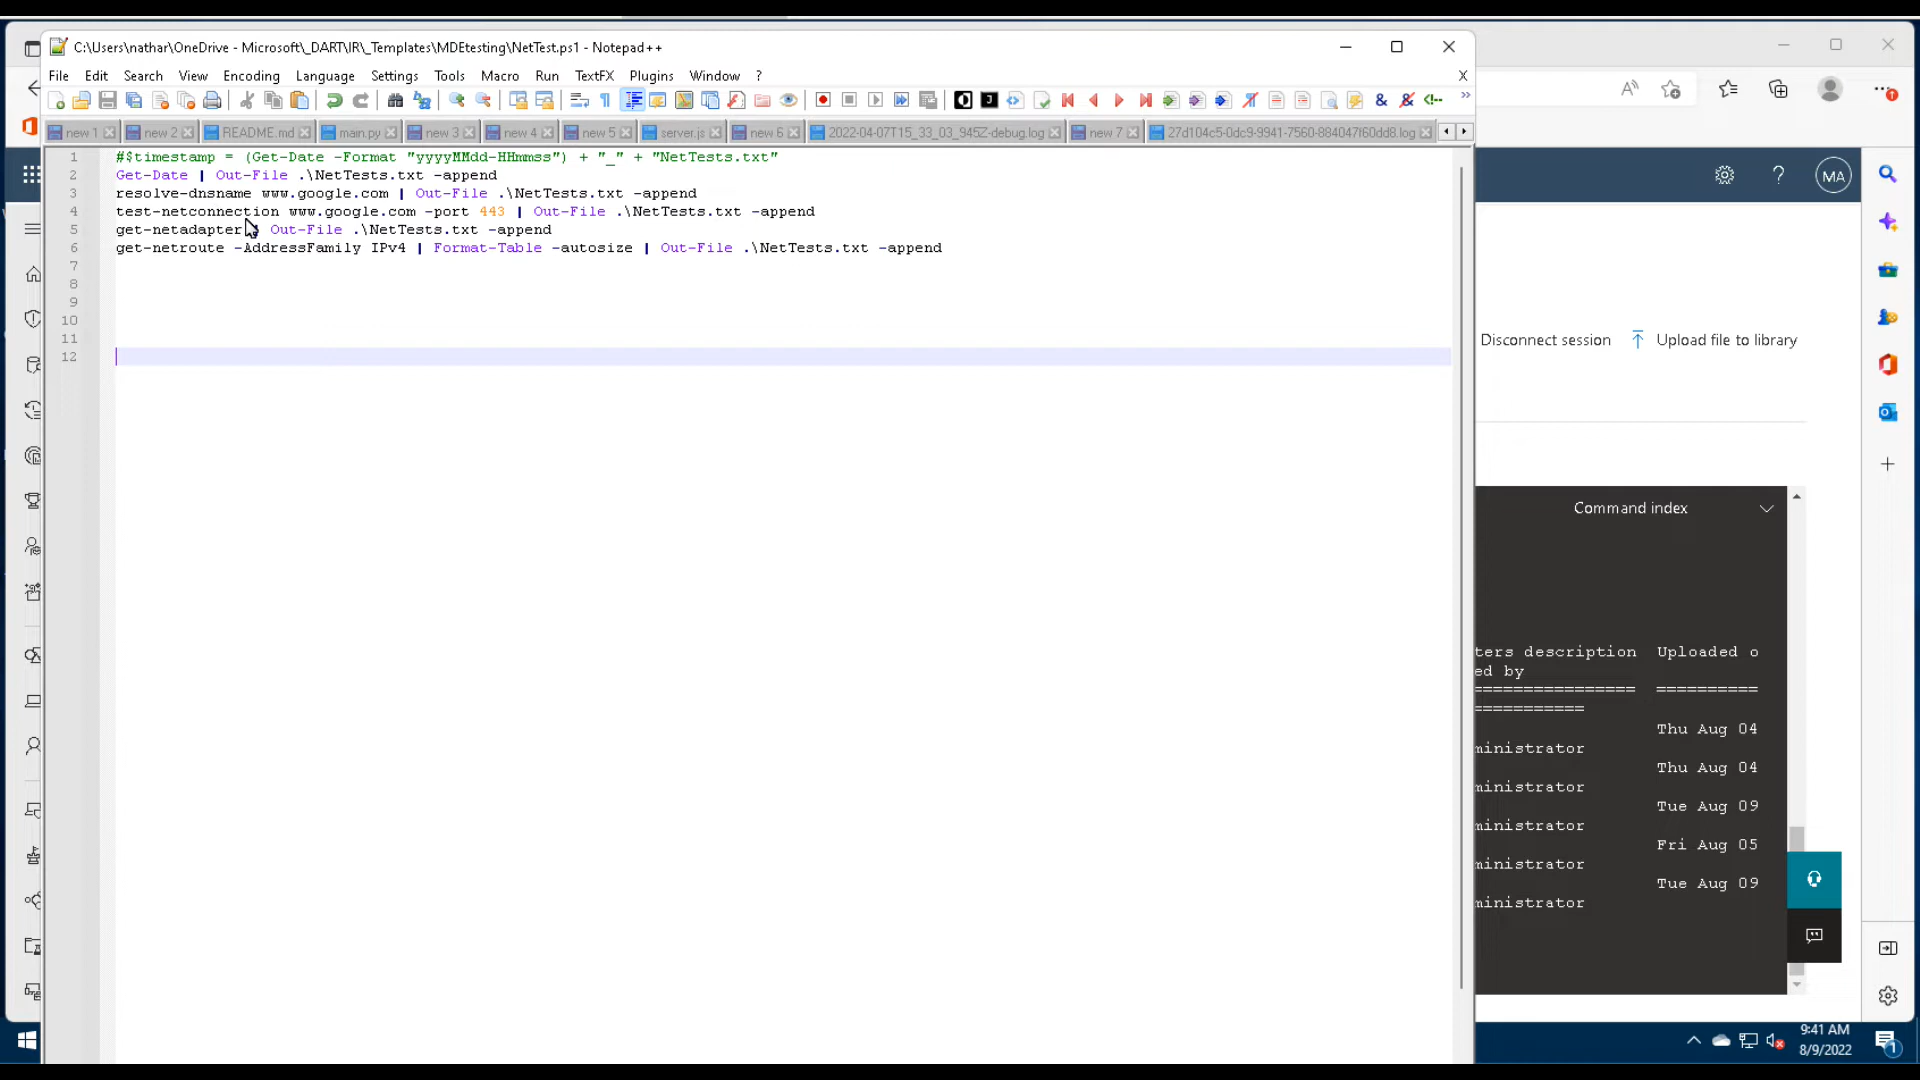 C:\Users\nathar\OneDrive - Microsoft\_DART\IR\_Templates\MDEtesting\NetTest.ps1 - Notepad++
File Edit Search View Encoding Language Settings Tools Macro Run TextFX Plugins Window ? X
new 1 new 2 README.md main.py new 3 new 4 new 5 server.js new 6 2022-04-07T15_33_03_945Z-debug.log new 7 27d104c5-0dc9-9941-7560-884047f60dd8.log
1 #$timestamp = (Get-Date -Format "yyyyMMdd-HHmmss") + "_" + "NetTests.txt"
2 Get-Date | Out-File .\NetTests.txt -append
3 resolve-dnsname www.google.com | Out-File .\NetTests.txt -append
4 test-netconnection www.google.com -port 443 | Out-File .\NetTests.txt -append
5 get-netadapter | Out-File .\NetTests.txt -append
6 get-netroute -AddressFamily IPv4 | Format-Table -autosize | Out-File .\NetTests.txt -append
7
8
9
10
11
12
MA
Disconnect session Upload file to library
Command index
ters description Uploaded o
ed by
================ ==========
===========
Thu Aug 04
ministrator
Thu Aug 04
ministrator
Tue Aug 09
ministrator
Fri Aug 05
ministrator
Tue Aug 09
ministrator
9:41 AM
8/9/2022
1